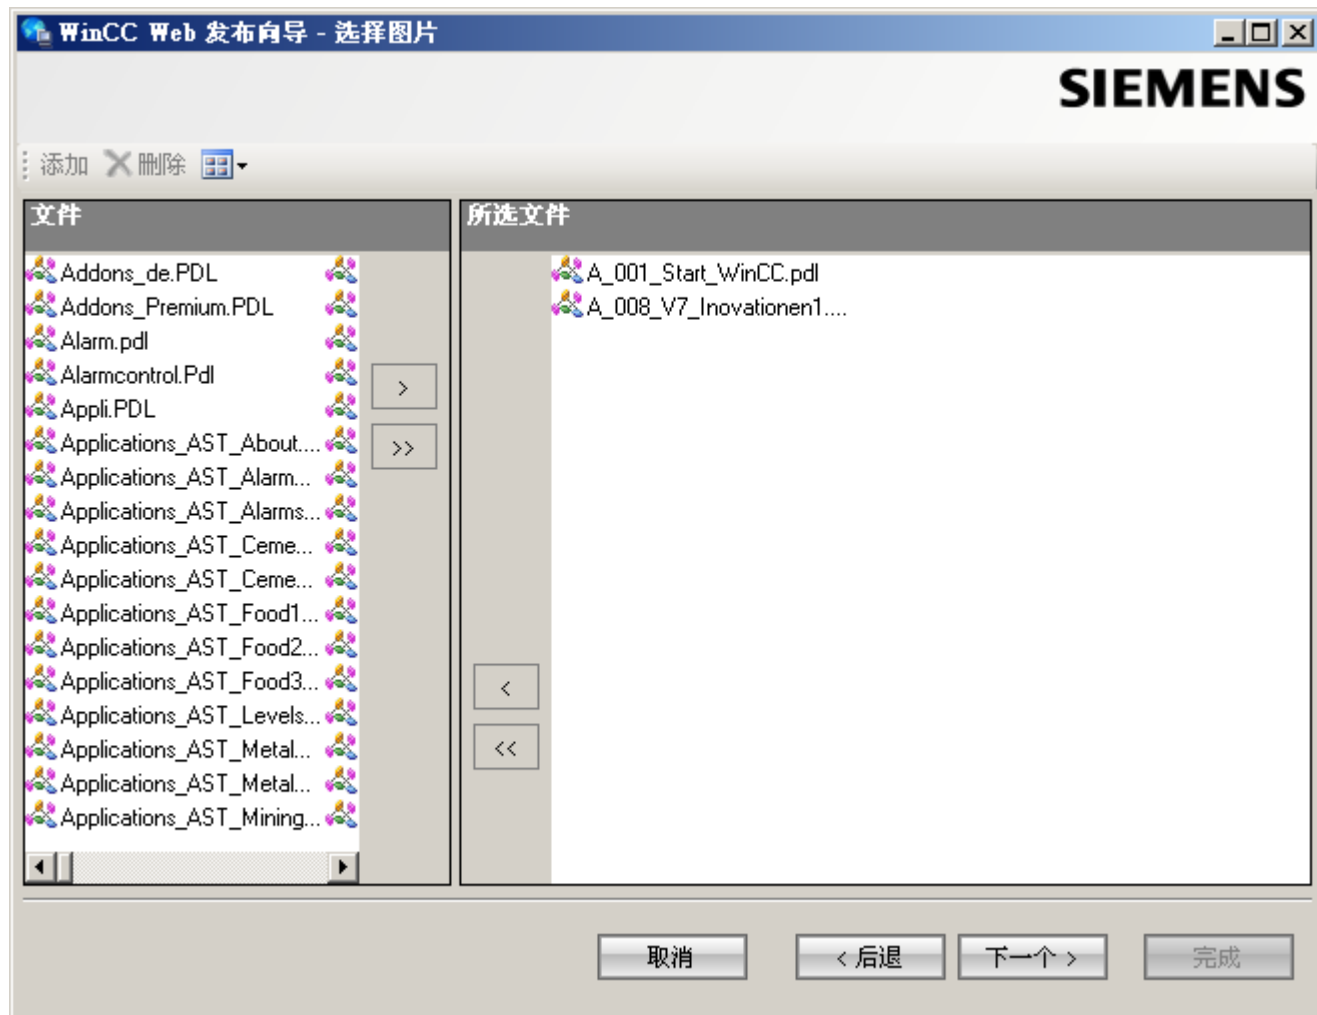 WinCC Web 发布向导 - 选择图片
SIEMENS
添加 删除
文件
Addons_de.PDL
Addons_Premium.PDL
Alarm.pdl
Alarmcontrol.Pdl
Appli.PDL
Applications_AST_About....
Applications_AST_Alarm...
Applications_AST_Alarms...
Applications_AST_Ceme...
Applications_AST_Ceme...
Applications_AST_Food1...
Applications_AST_Food2...
Applications_AST_Food3...
Applications_AST_Levels...
Applications_AST_Metal...
Applications_AST_Metal...
Applications_AST_Mining...
>
>>
所选文件
A_001_Start_WinCC.pdl
A_008_V7_Inovationen1....
<
<<
取消 < 后退 下一个 > 完成